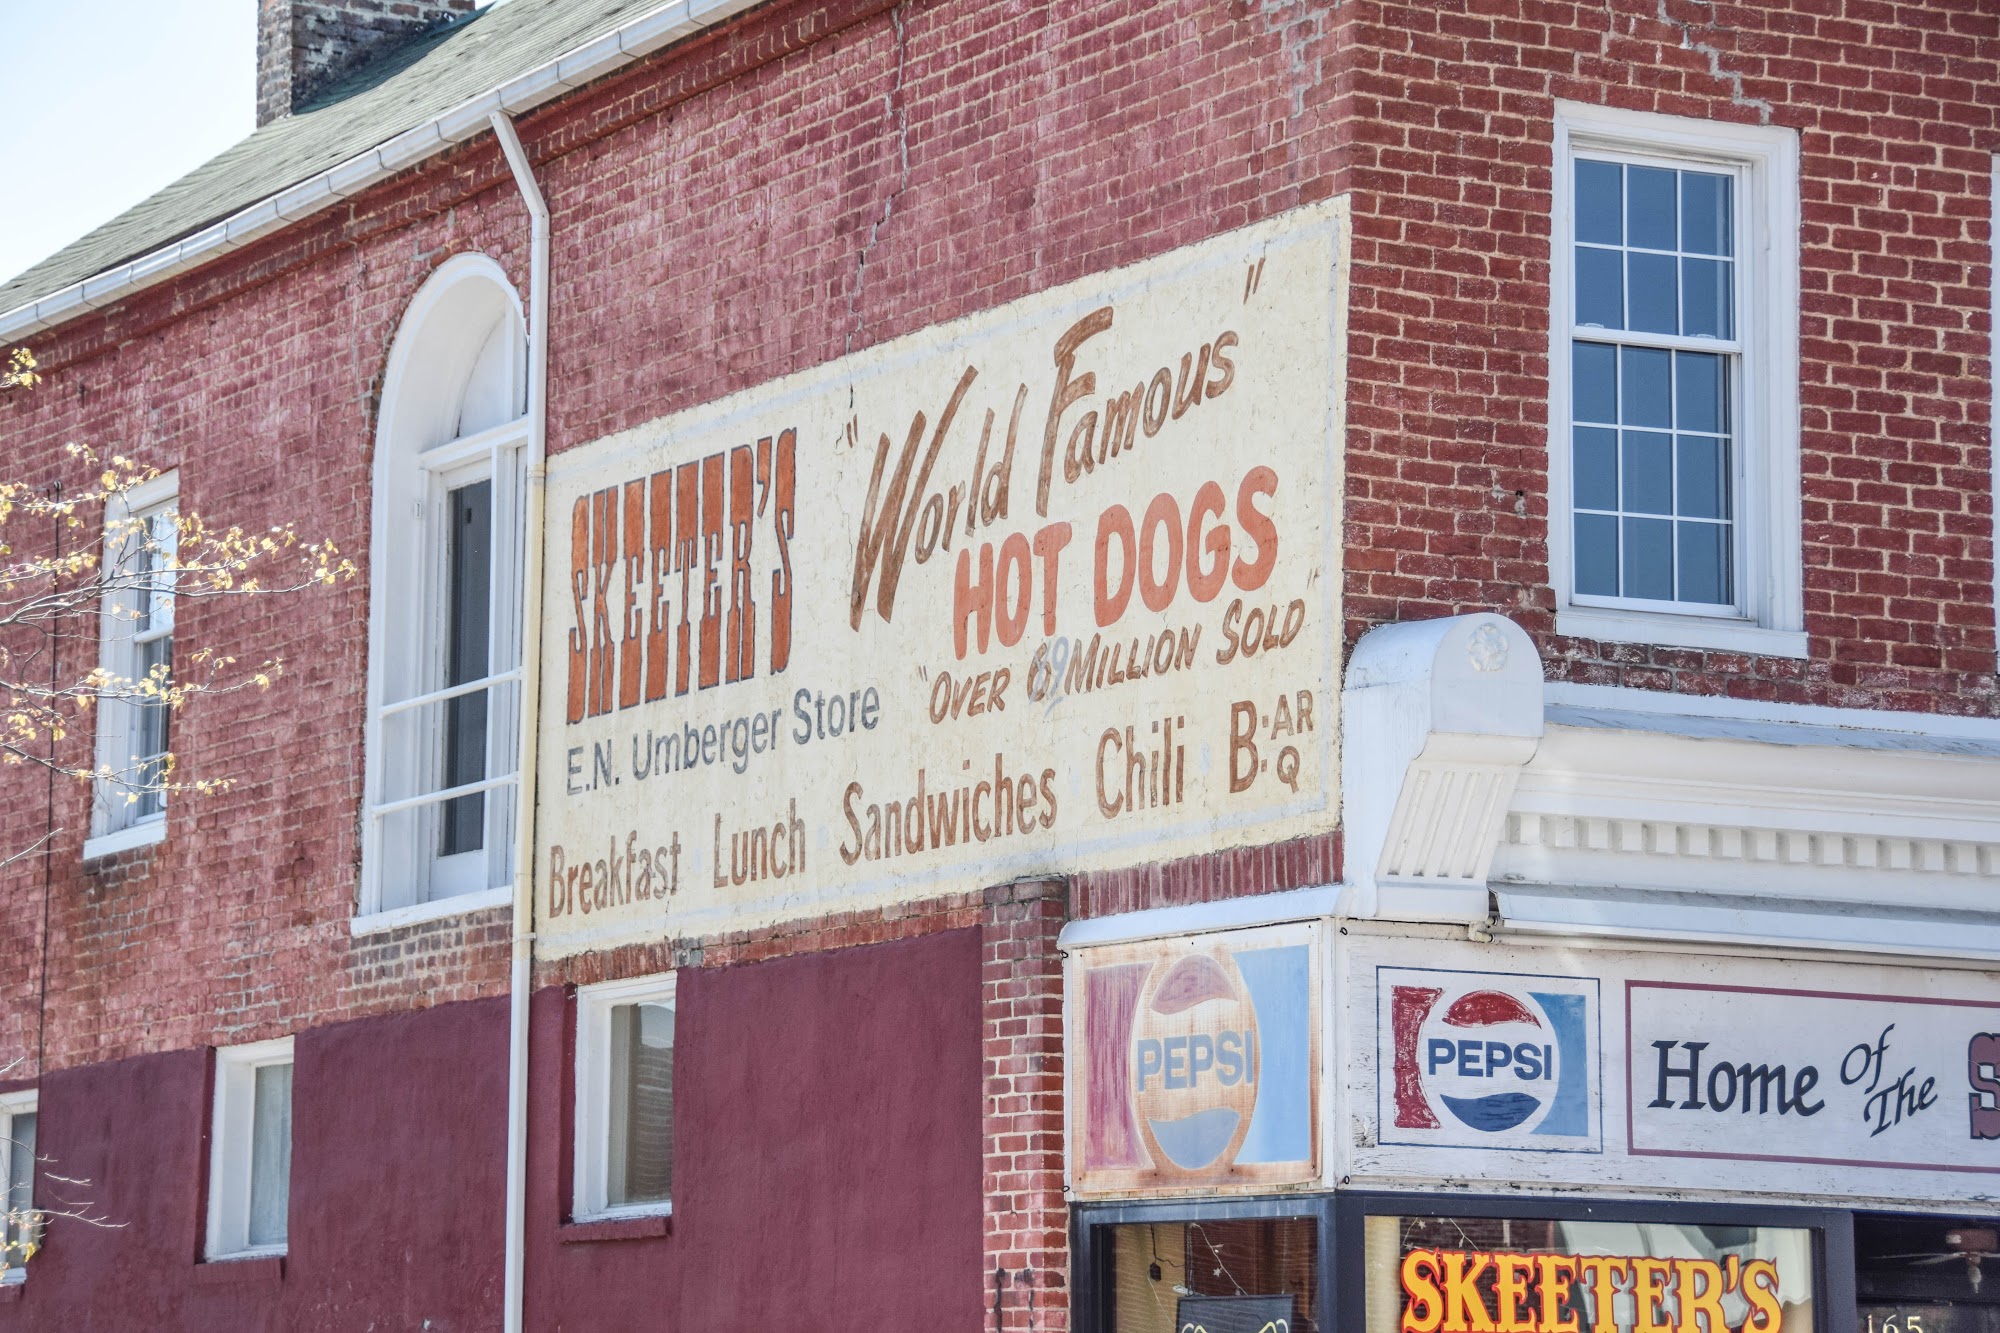 SKEETER'S
E.N. Umberger Store
"World Famous"
HOT DOGS
"OVER MILLION SOLD"
Breakfast · Lunch · Sandwiches · Chili · B:AR
Q
PEPSI
PEPSI
Home Of The S
SKEETER'S
165